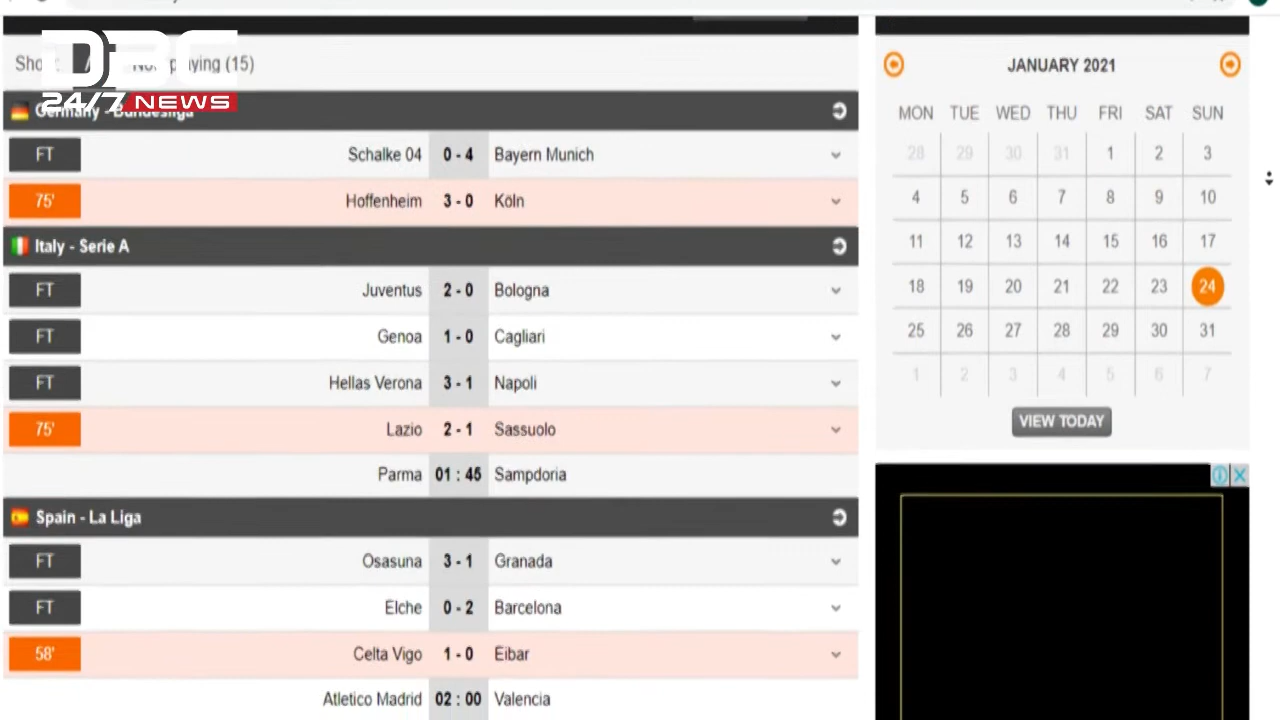 DBC
24/7 NEWS
Playing (15)
Germany - Bundesliga
FT Schalke 04 0 - 4 Bayern Munich
75' Hoffenheim 3 - 0 Köln
Italy - Serie A
FT Juventus 2 - 0 Bologna
FT Genoa 1 - 0 Cagliari
FT Hellas Verona 3 - 1 Napoli
75' Lazio 2 - 1 Sassuolo
Parma 01 : 45 Sampdoria
Spain - La Liga
FT Osasuna 3 - 1 Granada
FT Elche 0 - 2 Barcelona
58' Celta Vigo 1 - 0 Eibar
Atletico Madrid 02 : 00 Valencia
JANUARY 2021
MON TUE WED THU FRI SAT SUN
28 29 30 31 1 2 3
4 5 6 7 8 9 10
11 12 13 14 15 16 17
18 19 20 21 22 23 24
25 26 27 28 29 30 31
1 2 3 4 5 6 7
VIEW TODAY